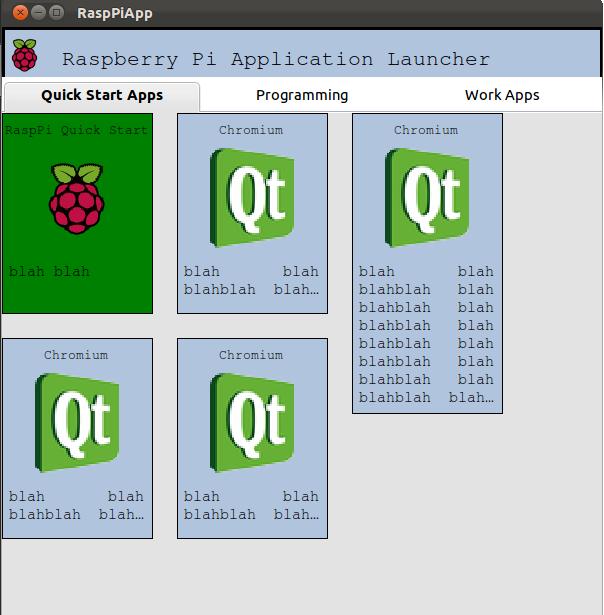 RaspPiApp
Raspberry Pi Application Launcher
Quick Start Apps Programming Work Apps
RaspPi Quick Start
blah blah
Chromium
Qt
blah blah
blahblah blah…
Chromium
Qt
blah blah
blahblah blah
blahblah blah
blahblah blah
blahblah blah
blahblah blah
blahblah blah
blahblah blah…
Chromium
Qt
blah blah
blahblah blah…
Chromium
Qt
blah blah
blahblah blah…